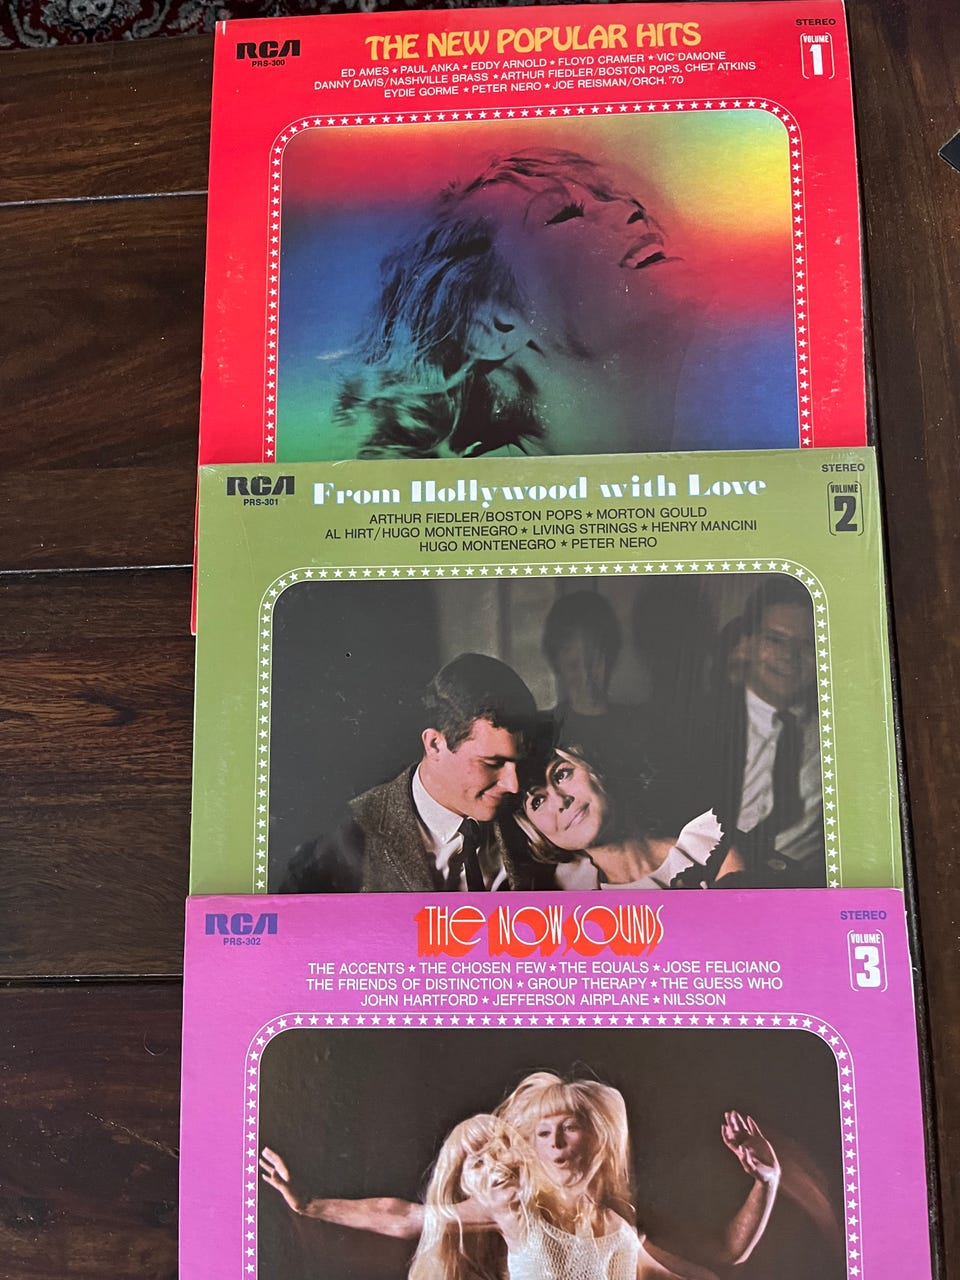 RCA
PRS-300
THE NEW POPULAR HITS
STEREO
VOLUME
1
ED AMES ★ PAUL ANKA ★ EDDY ARNOLD ★ FLOYD CRAMER ★ VIC DAMONE
DANNY DAVIS/NASHVILLE BRASS ★ ARTHUR FIEDLER/BOSTON POPS, CHET ATKINS
EYDIE GORME ★ PETER NERO ★ JOE REISMAN/ORCH. '70
RCA
PRS-301
From Hollywood with Love
STEREO
VOLUME
2
ARTHUR FIEDLER/BOSTON POPS ★ MORTON GOULD
AL HIRT/HUGO MONTENEGRO ★ LIVING STRINGS ★ HENRY MANCINI
HUGO MONTENEGRO ★ PETER NERO
RCA
PRS-302
THE NOW SOUNDS
STEREO
VOLUME
3
THE ACCENTS ★ THE CHOSEN FEW ★ THE EQUALS ★ JOSE FELICIANO
THE FRIENDS OF DISTINCTION ★ GROUP THERAPY ★ THE GUESS WHO
JOHN HARTFORD ★ JEFFERSON AIRPLANE ★ NILSSON